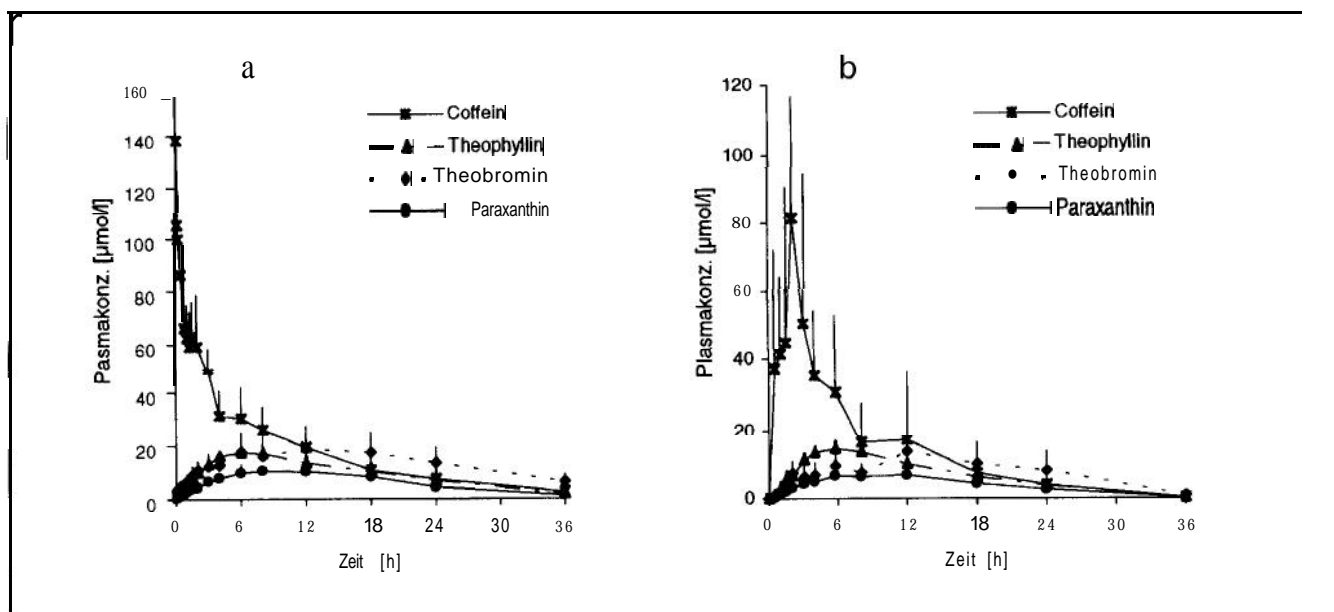 a
160
140
120
100
80
60
40
20
0
Pasmakonz. [µmol/l]
Coffein
Theophyllin
Theobromin
Paraxanthin
0 6 12 18 24 30 36
Zeit [h]
b
120
100
80
60
40
20
0
Plasmakonz. [µmol/l]
Coffein
Theophyllin
Theobromin
Paraxanthin
0 6 12 18 24 30 36
Zeit [h]